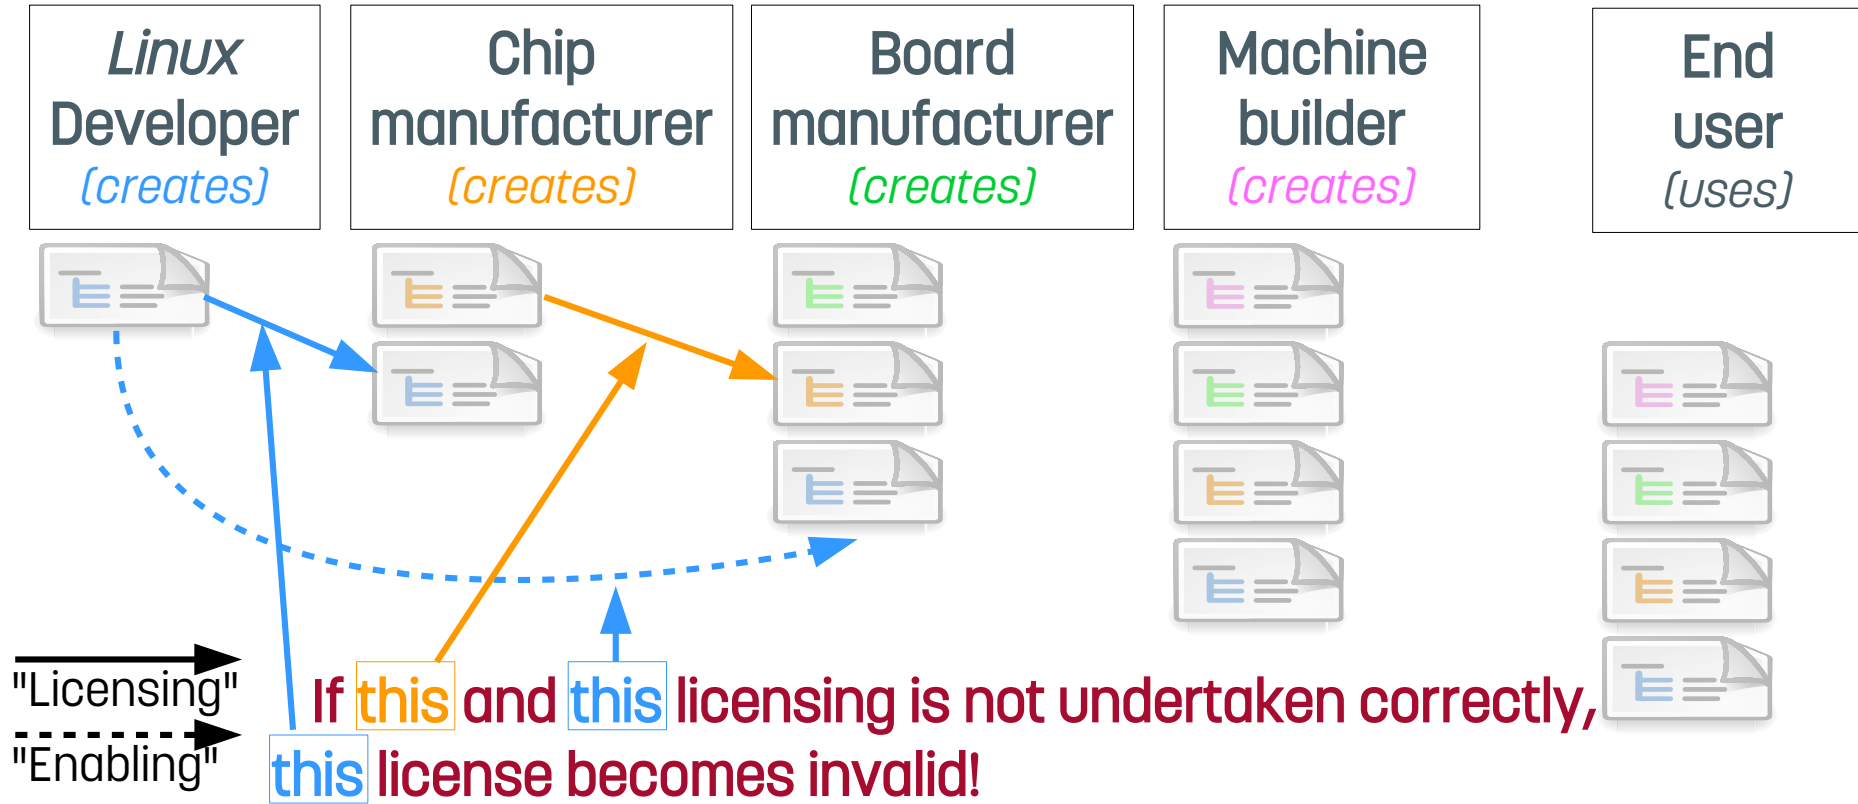 Linux
Developer
(creates)
Chip
manufacturer
(creates)
Board
manufacturer
(creates)
Machine
builder
(creates)
End
user
(uses)
"Licensing"
"Enabling"
If this and this licensing is not undertaken correctly,
this license becomes invalid!